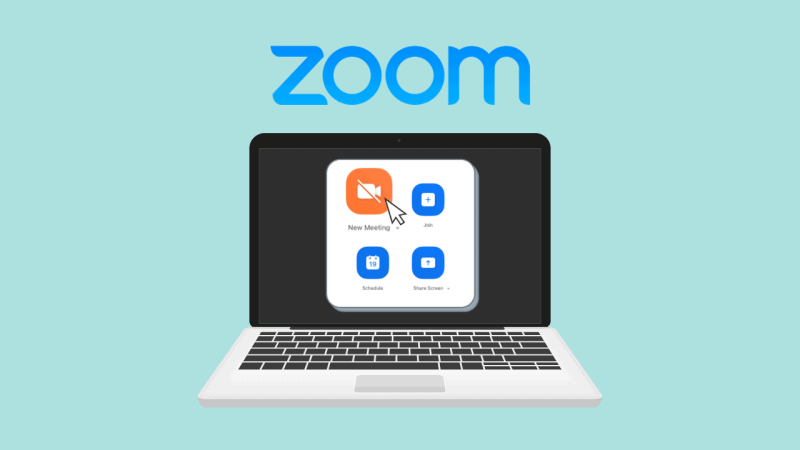 zoom
New Meeting
Join
19
Schedule
Share Screen